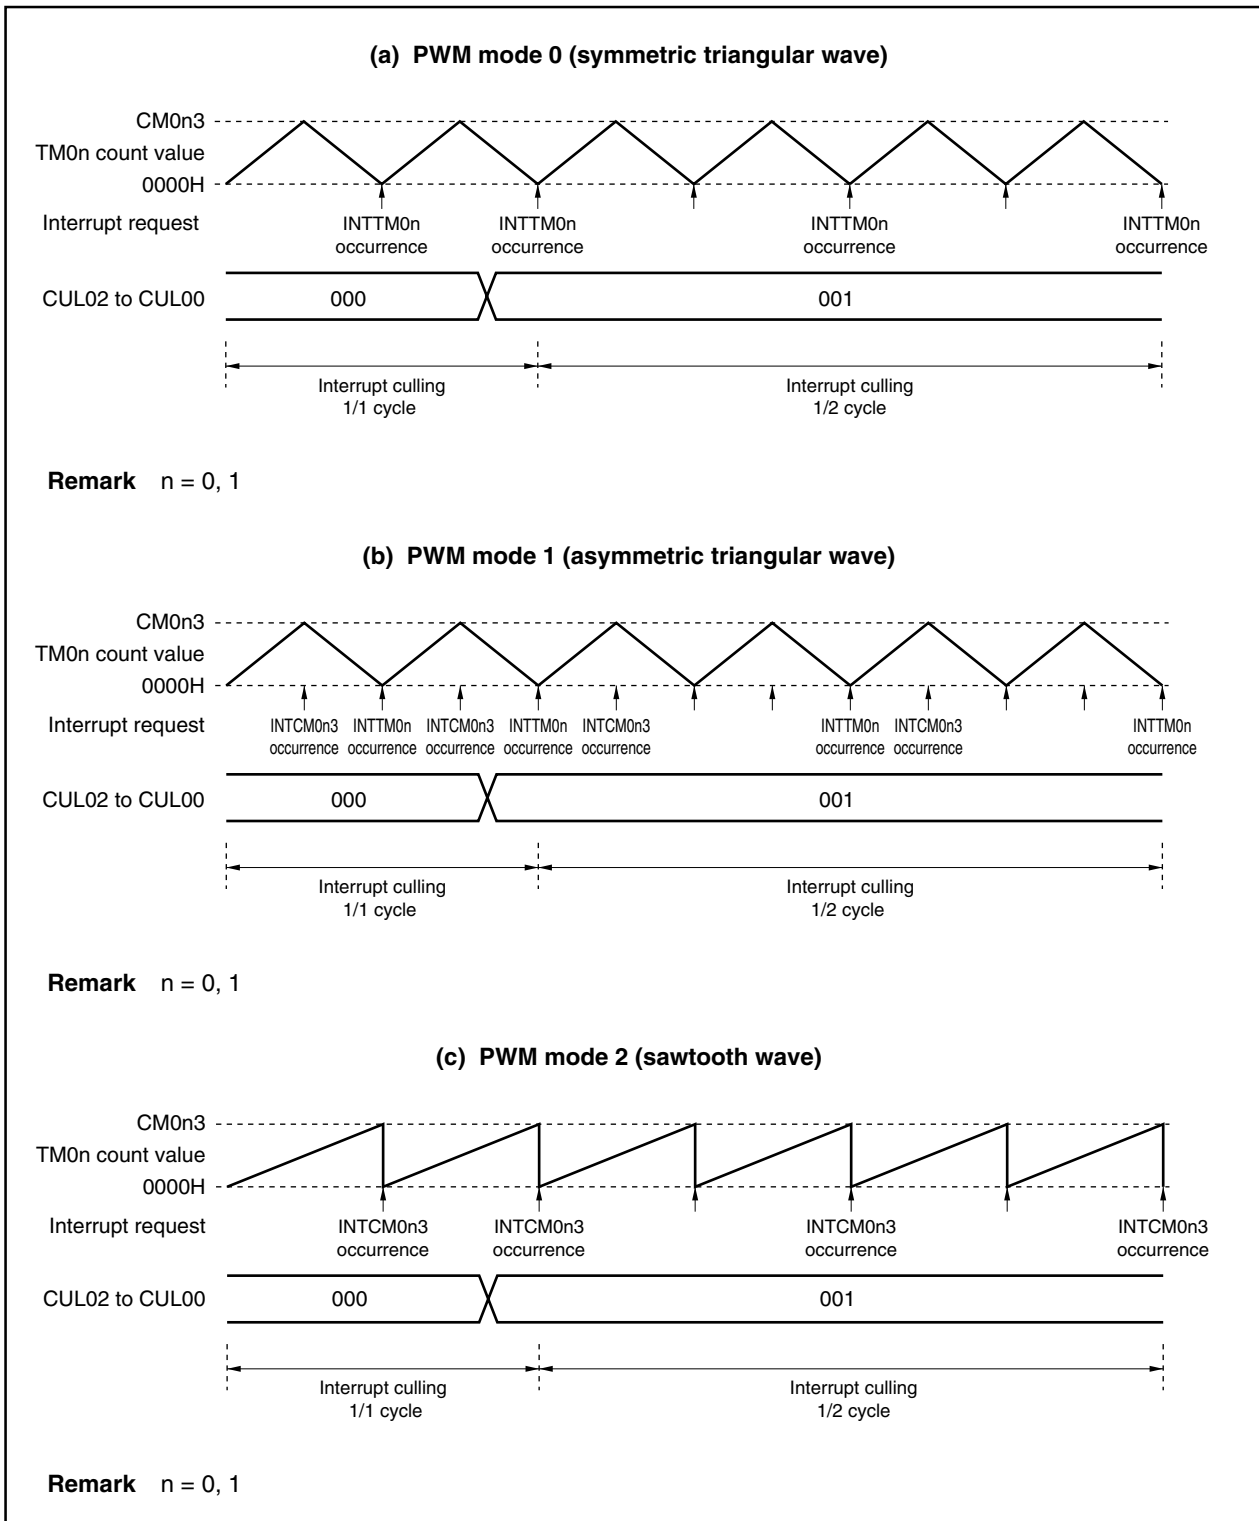 (a) PWM mode 0 (symmetric triangular wave)
CM0n3
TM0n count value
0000H
Interrupt request
INTTM0n occurrence
INTTM0n occurrence
INTTM0n occurrence
INTTM0n occurrence
CUL02 to CUL00
000
001
Interrupt culling
1/1 cycle
Interrupt culling
1/2 cycle
Remark n = 0, 1
(b) PWM mode 1 (asymmetric triangular wave)
CM0n3
TM0n count value
0000H
Interrupt request
INTCM0n3 occurrence
INTTM0n occurrence
INTCM0n3 occurrence
INTTM0n occurrence
INTCM0n3 occurrence
INTTM0n occurrence
INTCM0n3 occurrence
INTTM0n occurrence
CUL02 to CUL00
000
001
Interrupt culling
1/1 cycle
Interrupt culling
1/2 cycle
Remark n = 0, 1
(c) PWM mode 2 (sawtooth wave)
CM0n3
TM0n count value
0000H
Interrupt request
INTCM0n3 occurrence
INTCM0n3 occurrence
INTCM0n3 occurrence
INTCM0n3 occurrence
CUL02 to CUL00
000
001
Interrupt culling
1/1 cycle
Interrupt culling
1/2 cycle
Remark n = 0, 1